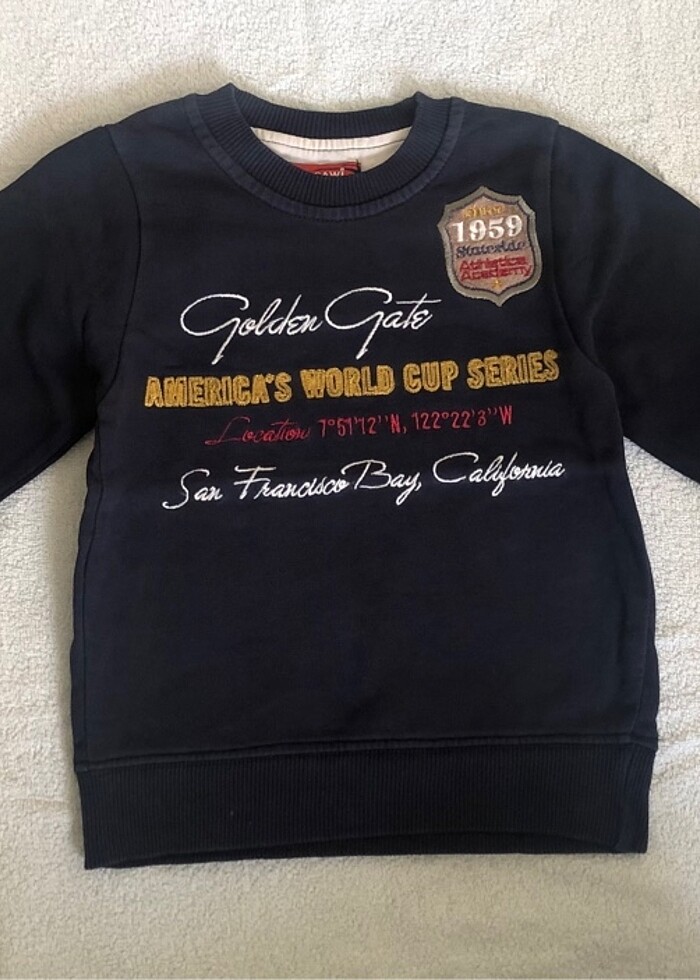 1959
Statewide
Athletics
Academy
Golden Gate
AMERICA'S WORLD CUP SERIES
Location 7°51'12''N, 122°22'3''W
San Francisco Bay, California